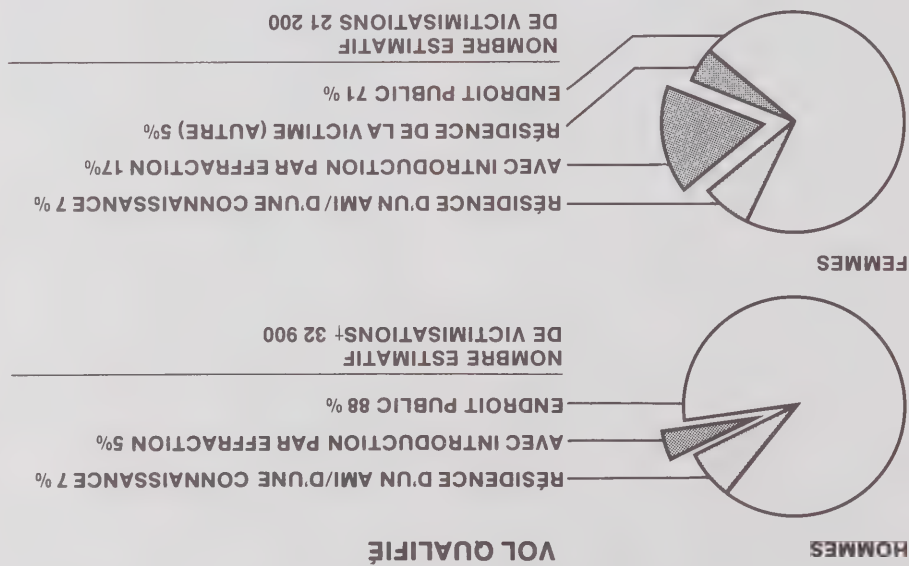 VOL QUALIFIÉ
HOMMES
RÉSIDENCE D'UN AMI/D'UNE CONNAISSANCE 7 %
AVEC INTRODUCTION PAR EFFRACTION 5%
ENDROIT PUBLIC 88 %
NOMBRE ESTIMATIF
DE VICTIMISATIONS† 32 900
FEMMES
RÉSIDENCE D'UN AMI/D'UNE CONNAISSANCE 7 %
AVEC INTRODUCTION PAR EFFRACTION 17%
RÉSIDENCE DE LA VICTIME (AUTRE) 5%
ENDROIT PUBLIC 71 %
NOMBRE ESTIMATIF
DE VICTIMISATIONS 21 200